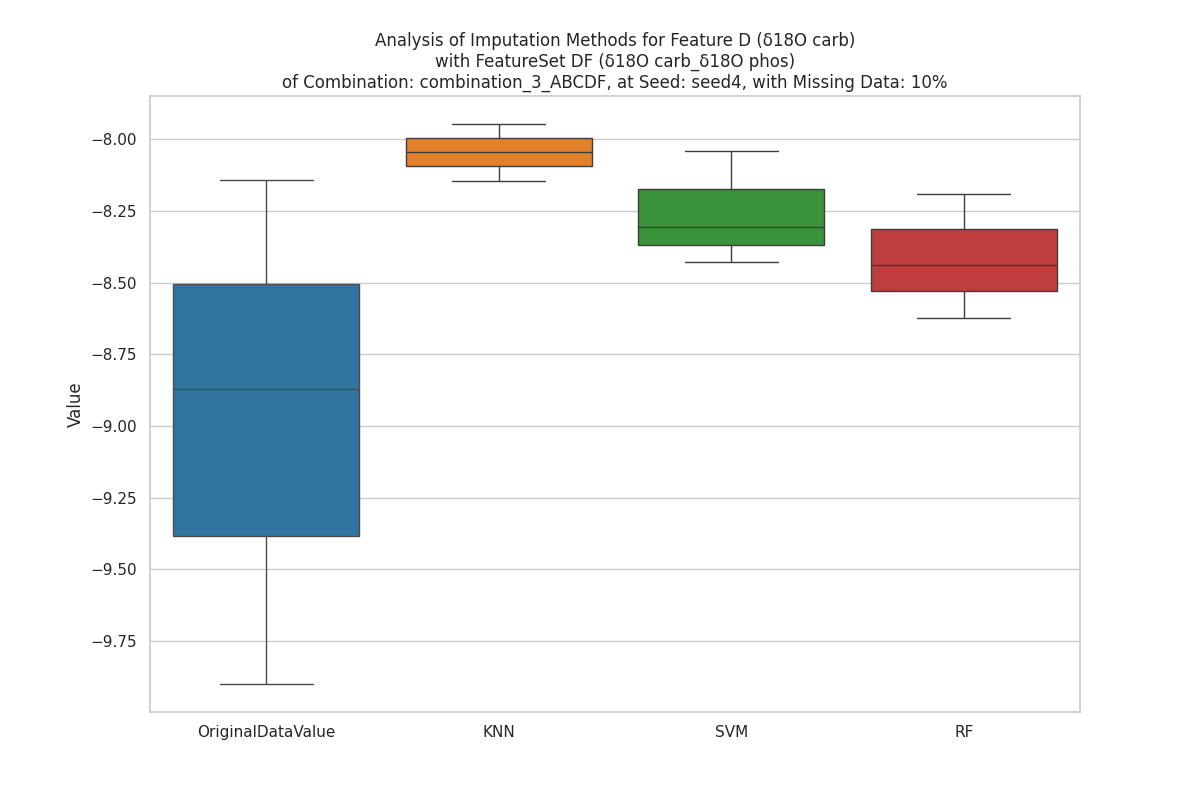 Analysis of Imputation Methods for Feature D (δ18O carb)
with FeatureSet DF (δ18O carb_δ18O phos)
of Combination: combination_3_ABCDF, at Seed: seed4, with Missing Data: 10%
−8.00
−8.25
−8.50
−8.75
−9.00
−9.25
−9.50
−9.75
Value
OriginalDataValue
KNN
SVM
RF